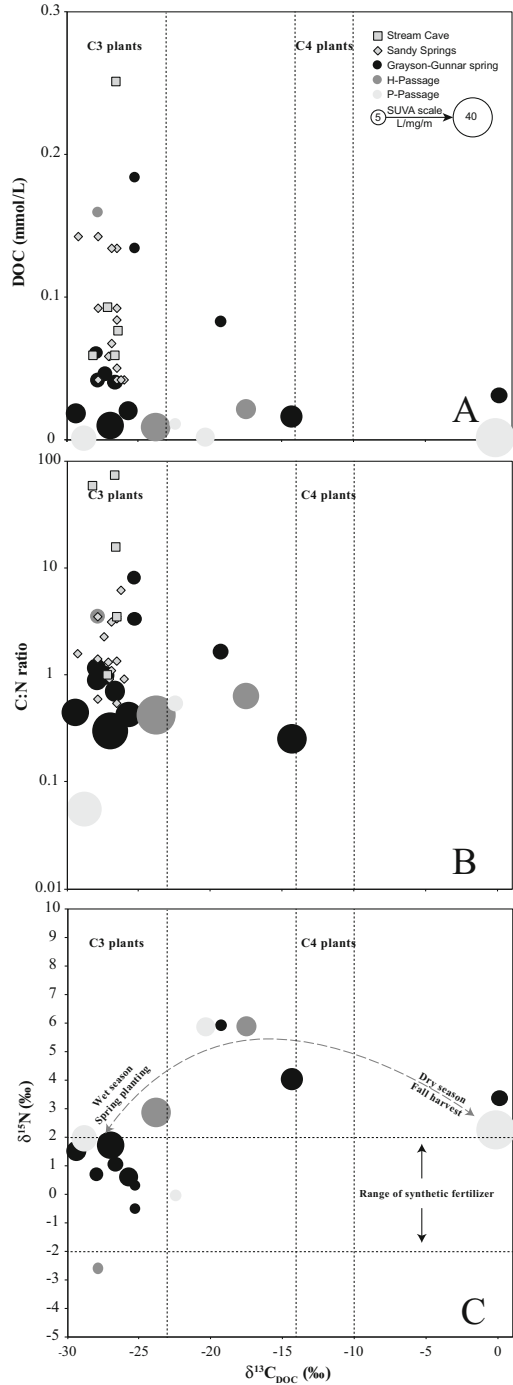 0.3
C3 plants
C4 plants
Stream Cave
Sandy Springs
Grayson-Gunnar spring
H-Passage
P-Passage
SUVA scale
5
40
L/mg/m
0.2
DOC (mmol/L)
0.1
A
0
100
C3 plants
C4 plants
10
C:N ratio
1
0.1
B
0.01
10
9
C3 plants
C4 plants
8
7
6
5
Wet season
Spring planting
Dry season
Fall harvest
4
δ¹⁵N (‰)
3
2
1
Range of synthetic fertilizer
0
-1
-2
-3
-4
C
-5
-30
-25
-20
-15
-10
-5
0
δ¹³C_DOC (‰)